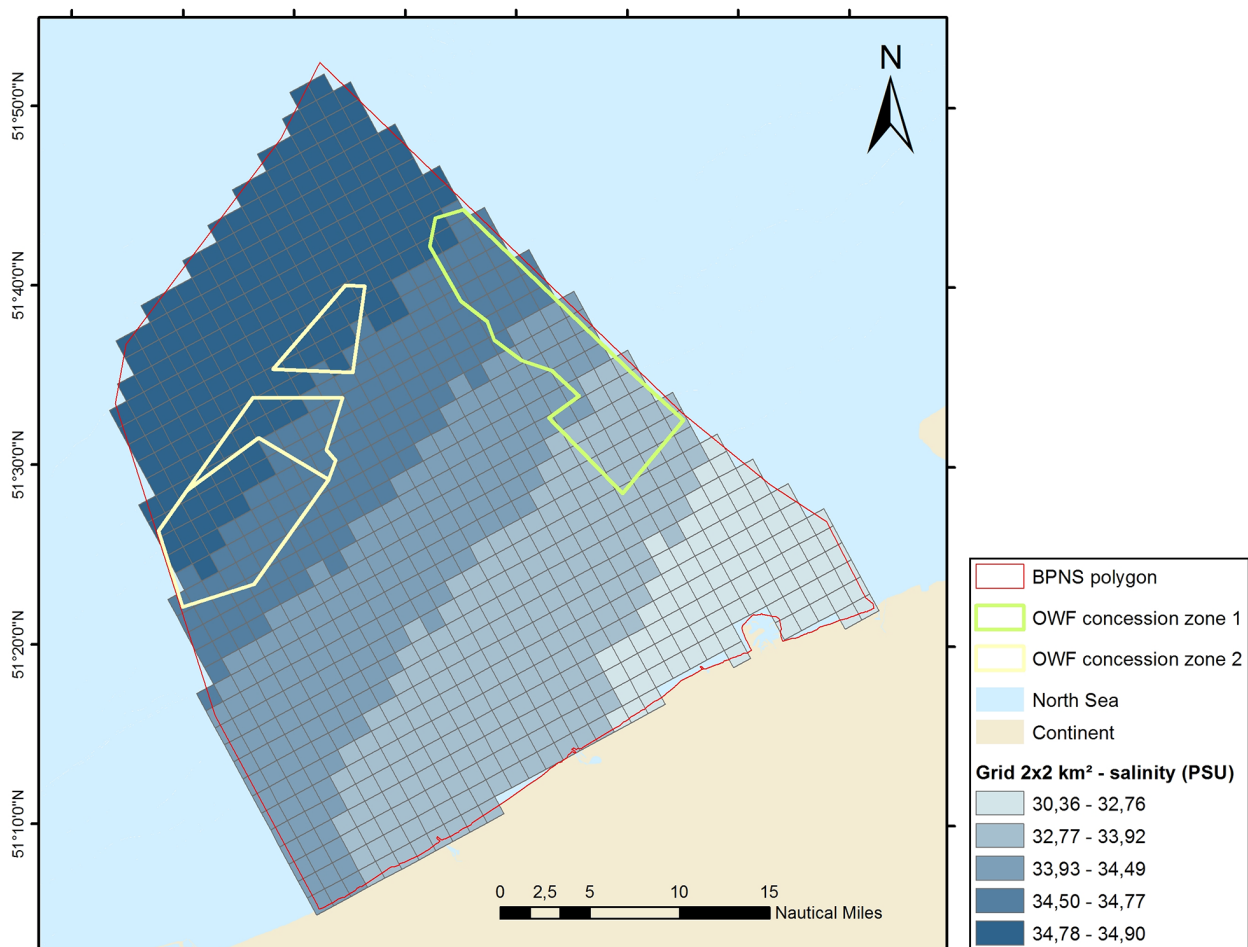 N
51°50'0"N
51°40'0"N
51°30'0"N
51°20'0"N
51°10'0"N
0 2,5 5 10 15
Nautical Miles
BPNS polygon
OWF concession zone 1
OWF concession zone 2
North Sea
Continent
Grid 2x2 km² - salinity (PSU)
30,36 - 32,76
32,77 - 33,92
33,93 - 34,49
34,50 - 34,77
34,78 - 34,90